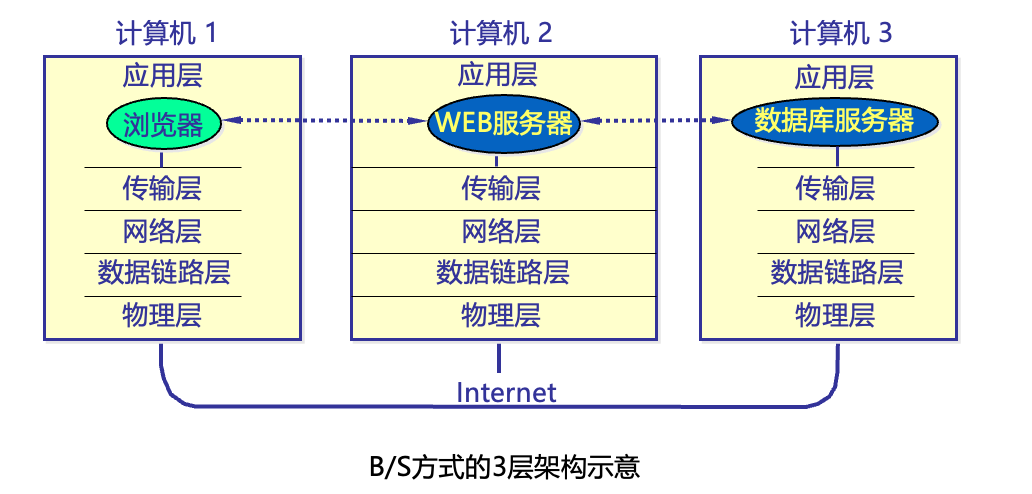 计算机 1
应用层
浏览器
传输层
网络层
数据链路层
物理层
计算机 2
应用层
WEB服务器
传输层
网络层
数据链路层
物理层
计算机 3
应用层
数据库服务器
传输层
网络层
数据链路层
物理层
Internet
B/S方式的3层架构示意